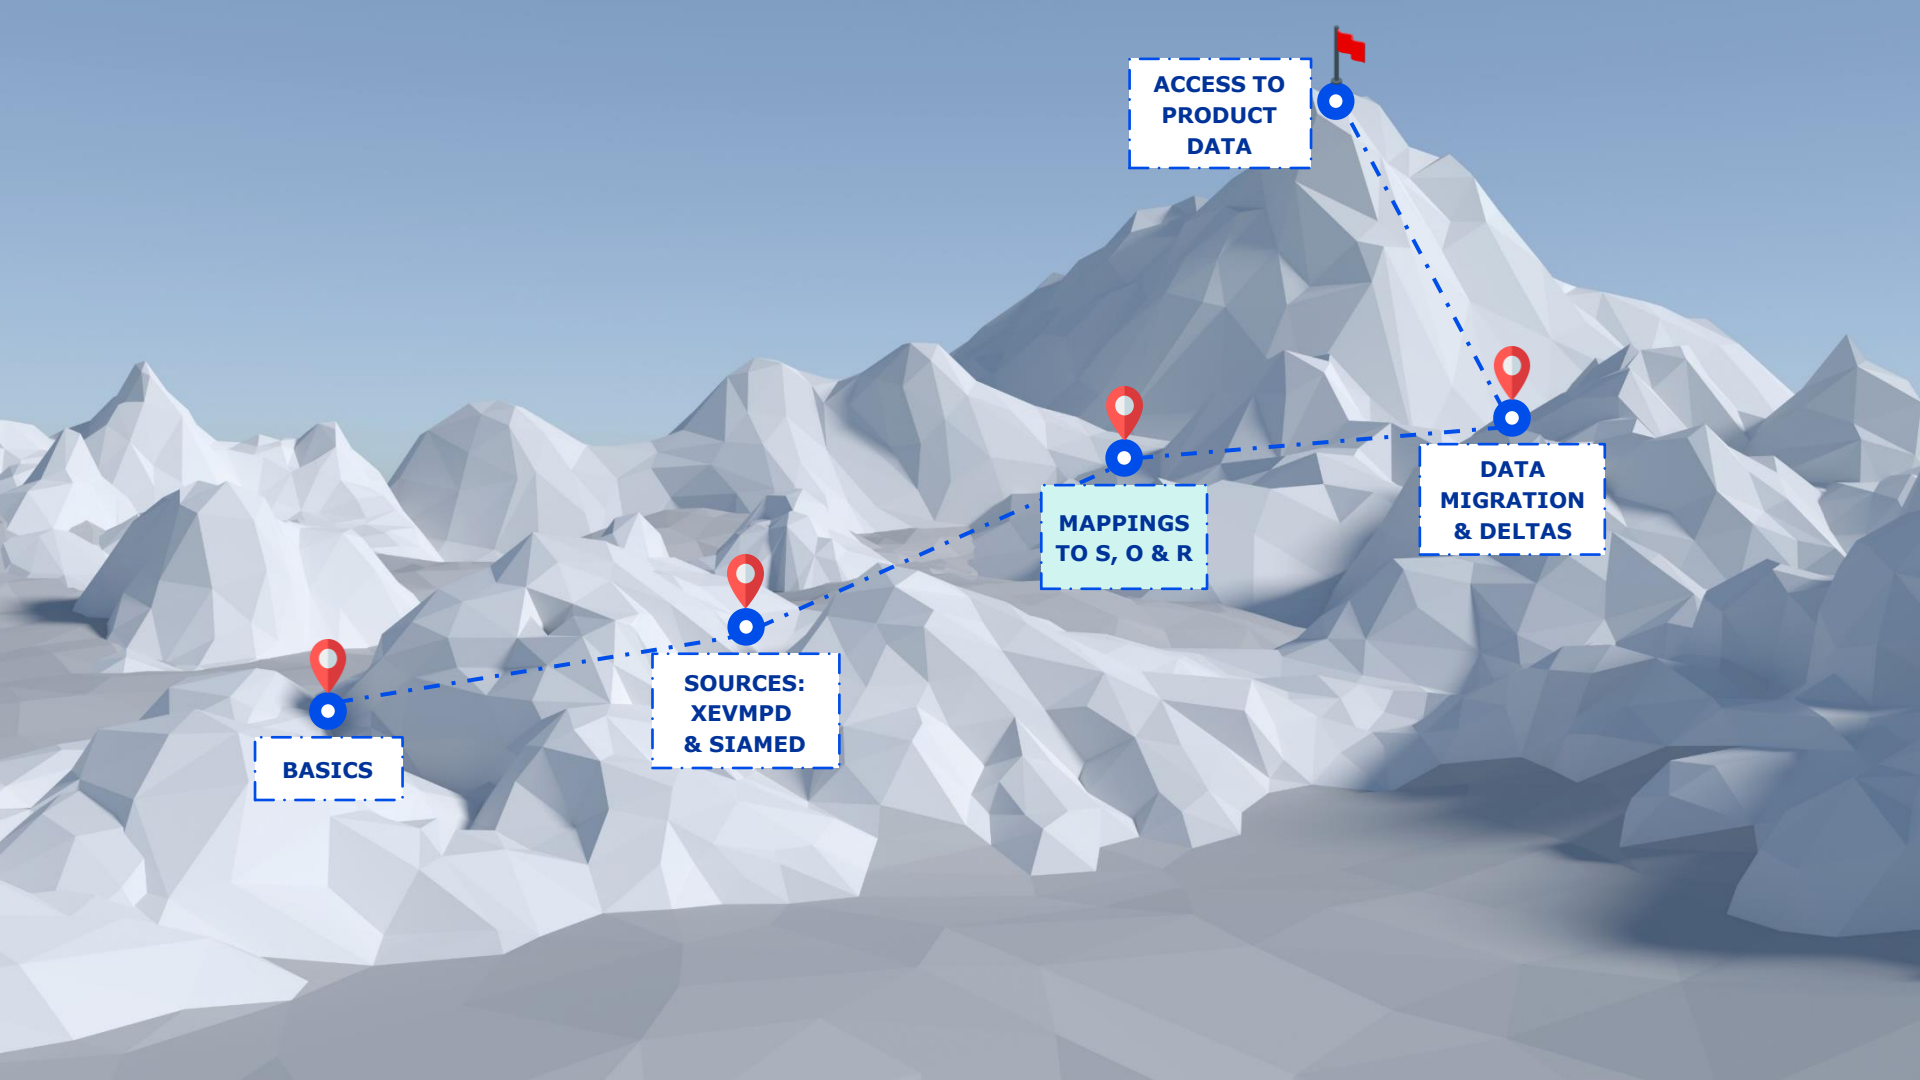 ACCESS TO
PRODUCT
DATA
MAPPINGS
TO S, O & R
DATA
MIGRATION
& DELTAS
SOURCES:
XEVMPD
& SIAMED
BASICS